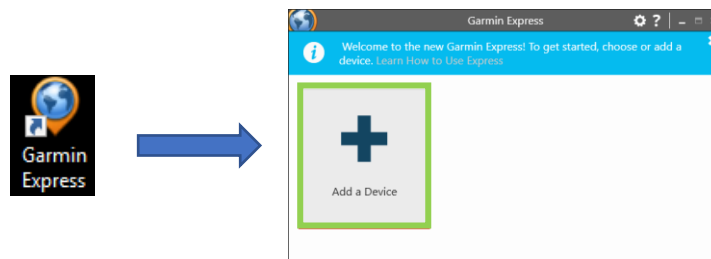 Garmin
Express
Garmin Express
Welcome to the new Garmin Express! To get started, choose or add a
device. Learn How to Use Express
Add a Device